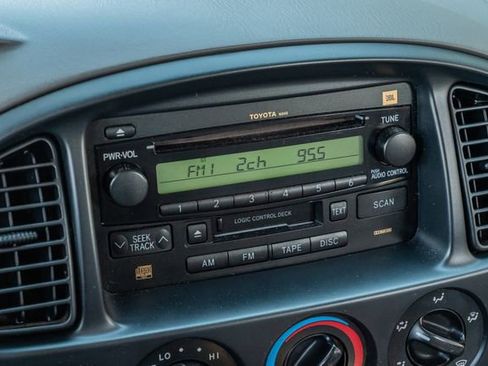 TOYOTA
JBL
PWR•VOL
TUNE
FM1 2ch 95.5
PUSH
AUDIO CONTROL
1 2 3 4 5 6
LOGIC CONTROL DECK
TEXT
SCAN
SEEK
TRACK
AM FM TAPE DISC
LO HI